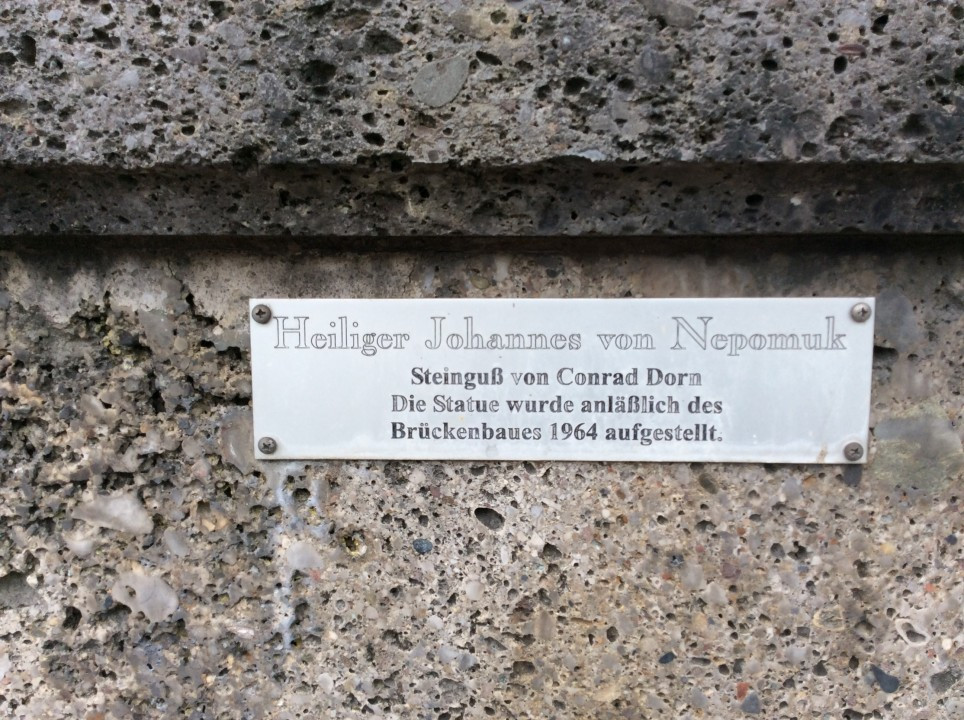 Heiliger Johannes von Nepomuk
Steinguß von Conrad Dorn
Die Statue wurde anläßlich des
Brückenbaues 1964 aufgestellt.